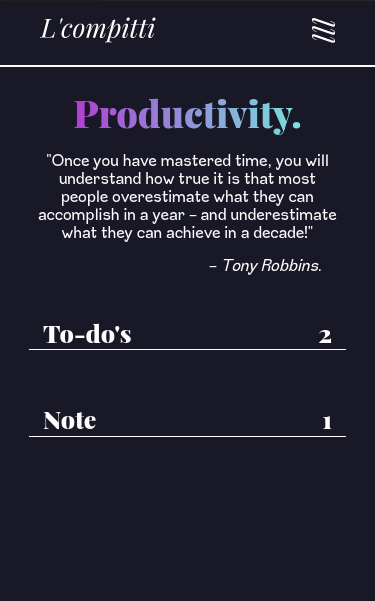 L'compitti
Productivity.
"Once you have mastered time, you will
understand how true it is that most
people overestimate what they can
accomplish in a year – and underestimate
what they can achieve in a decade!"
– Tony Robbins.
To-do's 2
Note 1